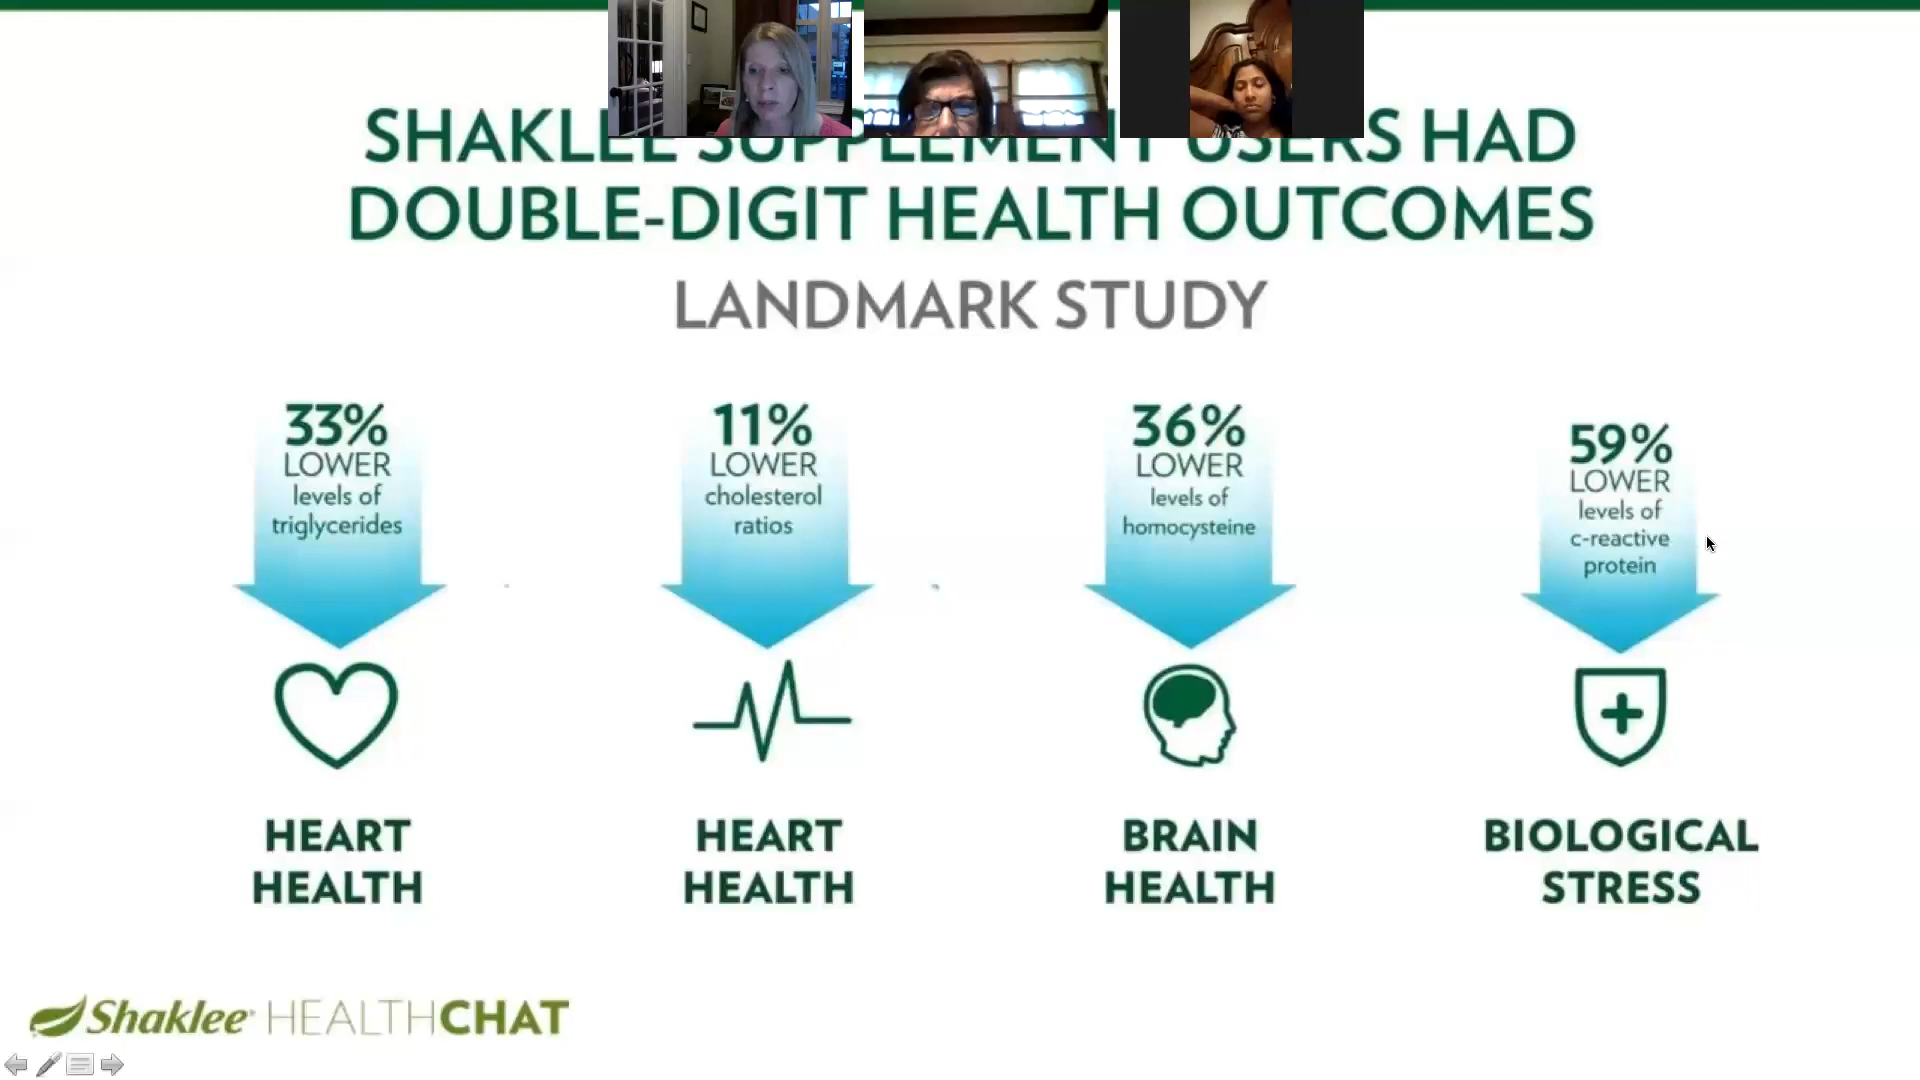 SHAKLEE SUPPLEMENT USERS HAD
DOUBLE-DIGIT HEALTH OUTCOMES
LANDMARK STUDY
33%
LOWER
levels of
triglycerides
11%
LOWER
cholesterol
ratios
36%
LOWER
levels of
homocysteine
59%
LOWER
levels of
c-reactive
protein
HEART
HEALTH
HEART
HEALTH
BRAIN
HEALTH
BIOLOGICAL
STRESS
Shaklee HEALTHCHAT